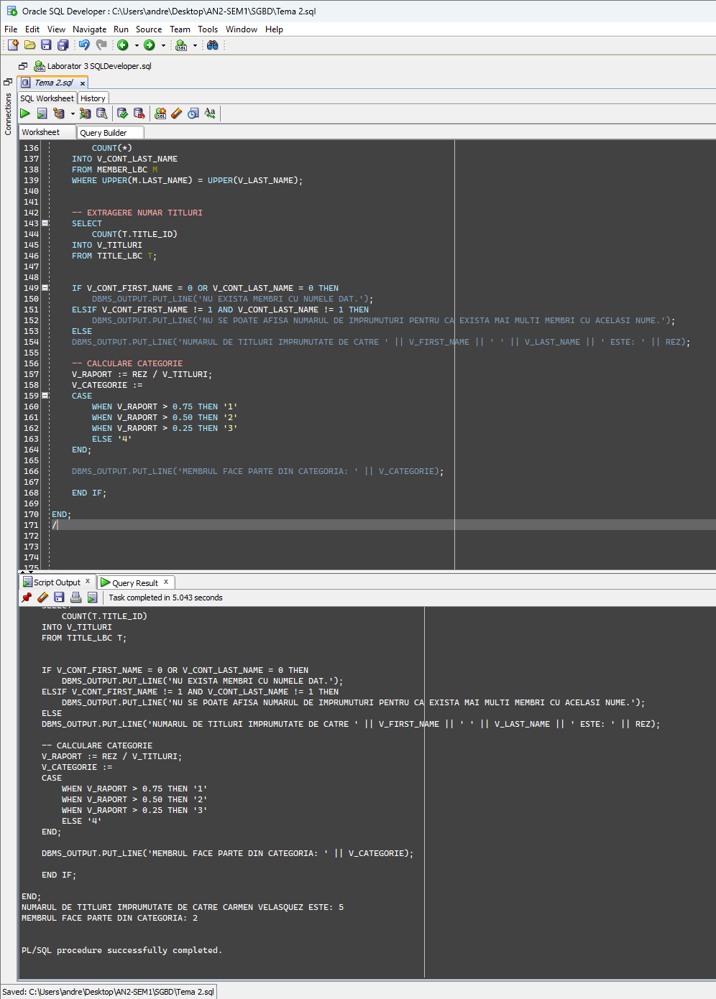 Oracle SQL Developer : C:\Users\andre\Desktop\AN2-SEM1\SGBD\Tema 2.sql
File Edit View Navigate Run Source Team Tools Window Help
Laborator 3 SQLDeveloper.sql
Tema 2.sql
Connections
SQL Worksheet History
Worksheet Query Builder
136 COUNT(*)
137 INTO V_CONT_LAST_NAME
138 FROM MEMBER_LBC M
139 WHERE UPPER(M.LAST_NAME) = UPPER(V_LAST_NAME);
140
141
142 -- EXTRAGERE NUMAR TITLURI
143 SELECT
144 COUNT(T.TITLE_ID)
145 INTO V_TITLURI
146 FROM TITLE_LBC T;
147
148
149 IF V_CONT_FIRST_NAME = 0 OR V_CONT_LAST_NAME = 0 THEN
150 DBMS_OUTPUT.PUT_LINE('NU EXISTA MEMBRI CU NUMELE DAT.');
151 ELSIF V_CONT_FIRST_NAME != 1 AND V_CONT_LAST_NAME != 1 THEN
152 DBMS_OUTPUT.PUT_LINE('NU SE POATE AFISA NUMARUL DE IMPRUMUTURI PENTRU CA EXISTA MAI MULTI MEMBRI CU ACELASI NUME.');
153 ELSE
154 DBMS_OUTPUT.PUT_LINE('NUMARUL DE TITLURI IMPRUMUTATE DE CATRE ' || V_FIRST_NAME || ' ' || V_LAST_NAME || ' ESTE: ' || REZ);
155
156 -- CALCULARE CATEGORIE
157 V_RAPORT := REZ / V_TITLURI;
158 V_CATEGORIE :=
159 CASE
160 WHEN V_RAPORT > 0.75 THEN '1'
161 WHEN V_RAPORT > 0.50 THEN '2'
162 WHEN V_RAPORT > 0.25 THEN '3'
163 ELSE '4'
164 END;
165
166 DBMS_OUTPUT.PUT_LINE('MEMBRUL FACE PARTE DIN CATEGORIA: ' || V_CATEGORIE);
167
168 END IF;
169
170 END;
171 /
172
173
174
175
Script Output Query Result
Task completed in 5.043 seconds
SELECT
COUNT(T.TITLE_ID)
INTO V_TITLURI
FROM TITLE_LBC T;
IF V_CONT_FIRST_NAME = 0 OR V_CONT_LAST_NAME = 0 THEN
DBMS_OUTPUT.PUT_LINE('NU EXISTA MEMBRI CU NUMELE DAT.');
ELSIF V_CONT_FIRST_NAME != 1 AND V_CONT_LAST_NAME != 1 THEN
DBMS_OUTPUT.PUT_LINE('NU SE POATE AFISA NUMARUL DE IMPRUMUTURI PENTRU CA EXISTA MAI MULTI MEMBRI CU ACELASI NUME.');
ELSE
DBMS_OUTPUT.PUT_LINE('NUMARUL DE TITLURI IMPRUMUTATE DE CATRE ' || V_FIRST_NAME || ' ' || V_LAST_NAME || ' ESTE: ' || REZ);
-- CALCULARE CATEGORIE
V_RAPORT := REZ / V_TITLURI;
V_CATEGORIE :=
CASE
WHEN V_RAPORT > 0.75 THEN '1'
WHEN V_RAPORT > 0.50 THEN '2'
WHEN V_RAPORT > 0.25 THEN '3'
ELSE '4'
END;
DBMS_OUTPUT.PUT_LINE('MEMBRUL FACE PARTE DIN CATEGORIA: ' || V_CATEGORIE);
END IF;
END;
NUMARUL DE TITLURI IMPRUMUTATE DE CATRE CARMEN VELASQUEZ ESTE: 5
MEMBRUL FACE PARTE DIN CATEGORIA: 2
PL/SQL procedure successfully completed.
Saved: C:\Users\andre\Desktop\AN2-SEM1\SGBD\Tema 2.sql